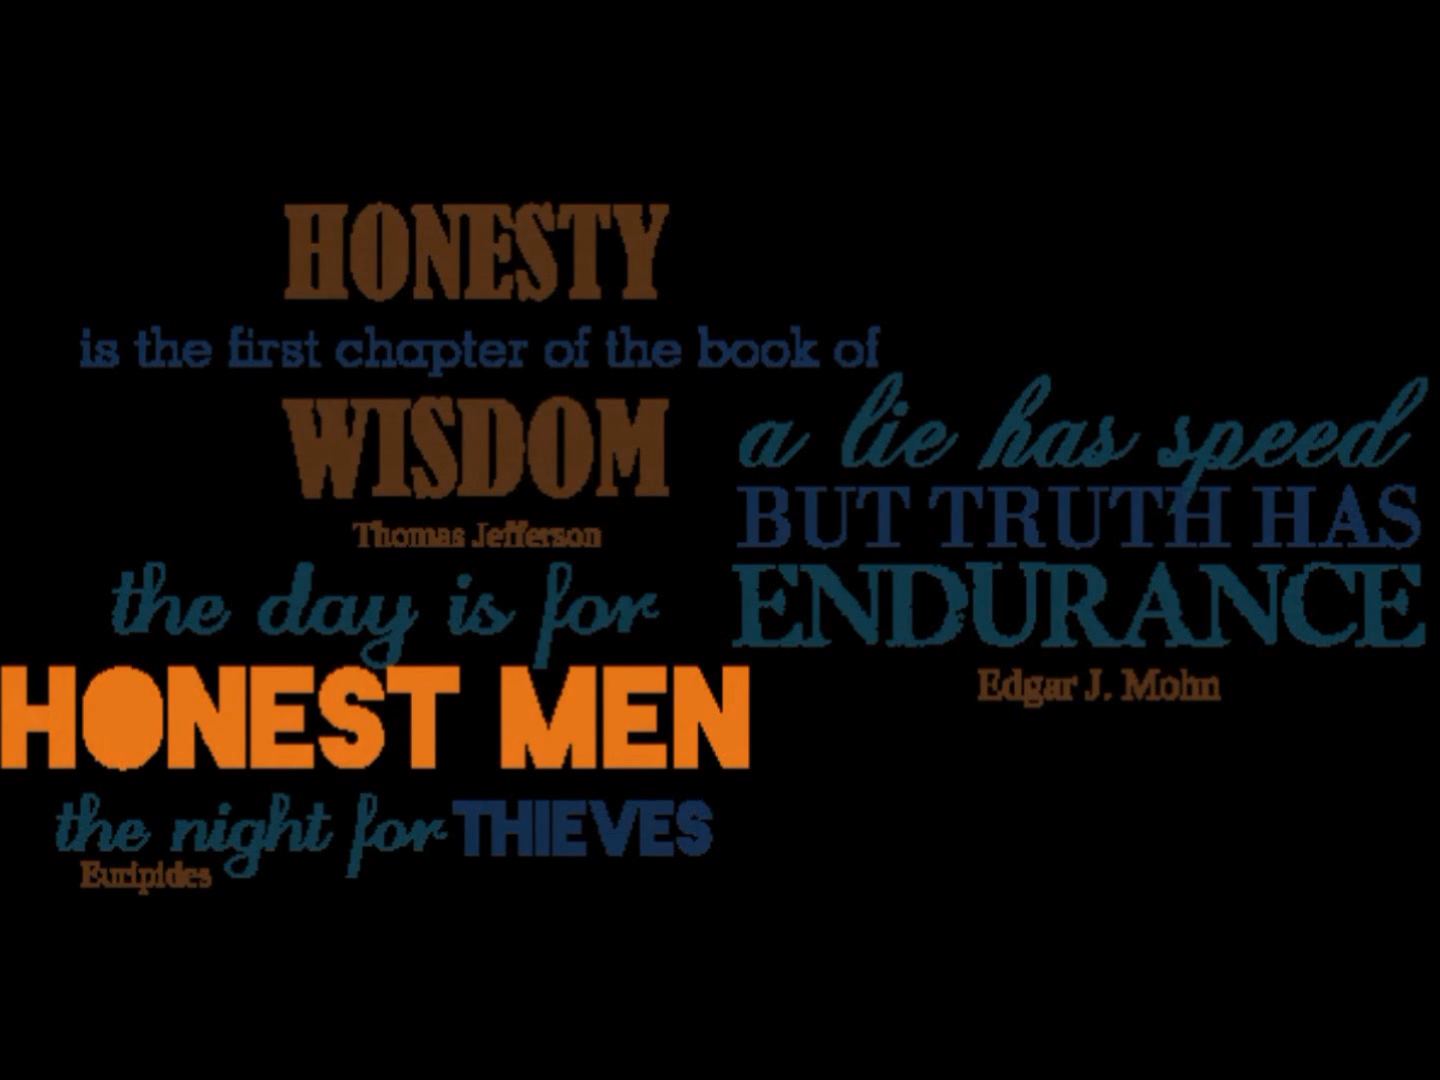 HONESTY
is the first chapter of the book of
WISDOM
Thomas Jefferson
the day is for
HONEST MEN
the night for THIEVES
Euripides
a lie has speed
BUT TRUTH HAS
ENDURANCE
Edgar J. Mohn